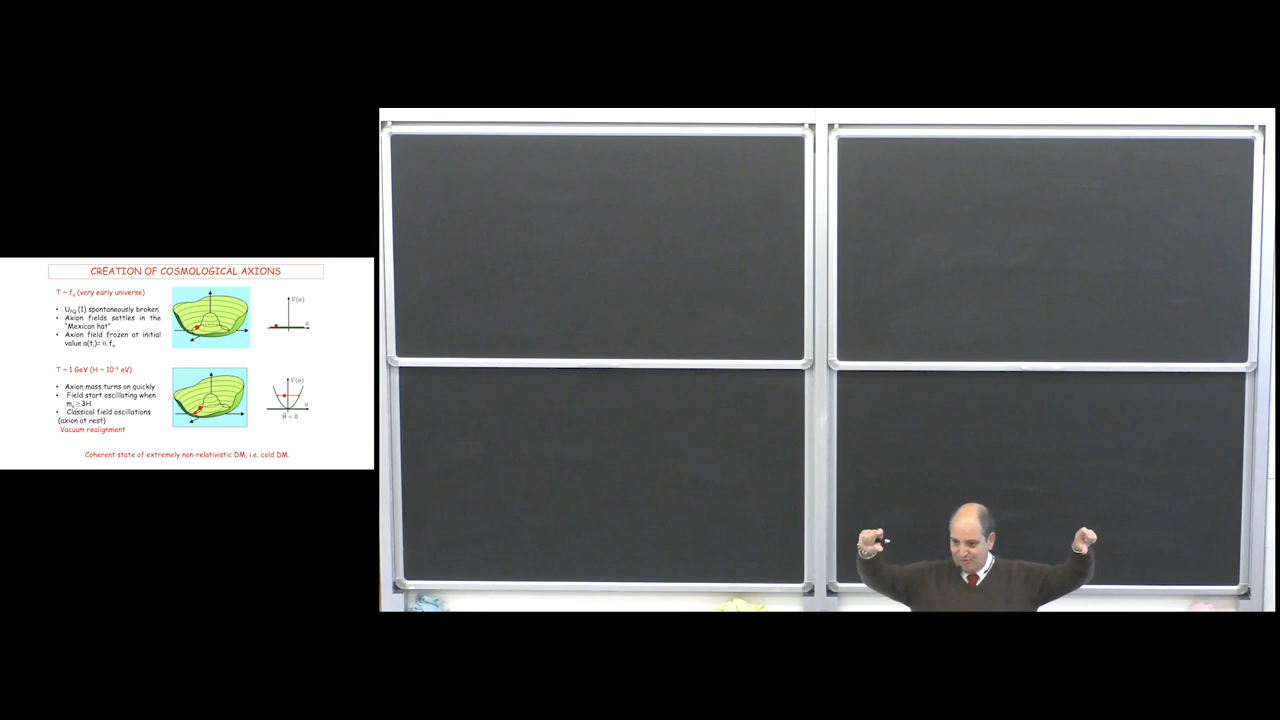 CREATION OF COSMOLOGICAL AXIONS
T ~ fₐ (very early universe)
• U_PQ (1) spontaneously broken
• Axion fields settles in the
"Mexican hat"
• Axion field frozen at initial
value a(tᵢ)= θᵢ fₐ
V(a)
a
T ~ 1 GeV (H ~ 10⁻⁹ eV)
• Axion mass turns on quickly
• Field start oscillating when
mₐ ≥ 3H
• Classical field oscillations
(axion at rest)
Vacuum realignment
V(a)
a
θ̄ = 0
Coherent state of extremely non-relativistic DM, i.e. cold DM.